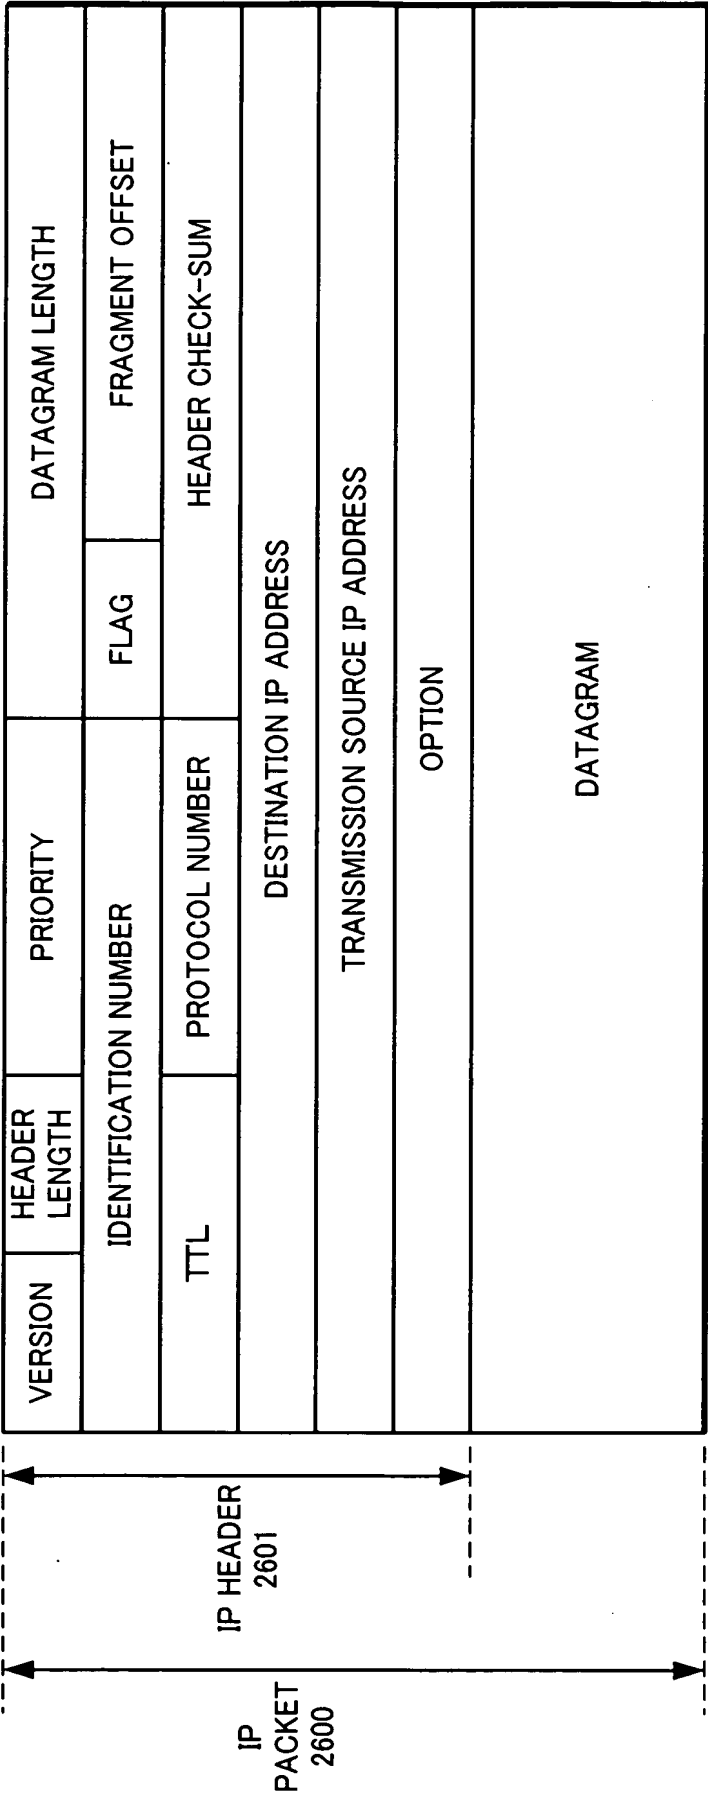 VERSION
HEADER
LENGTH
PRIORITY
DATAGRAM LENGTH
IDENTIFICATION NUMBER
FLAG
FRAGMENT OFFSET
TTL
PROTOCOL NUMBER
HEADER CHECK-SUM
DESTINATION IP ADDRESS
TRANSMISSION SOURCE IP ADDRESS
OPTION
DATAGRAM
IP HEADER
2601
IP
PACKET
2600